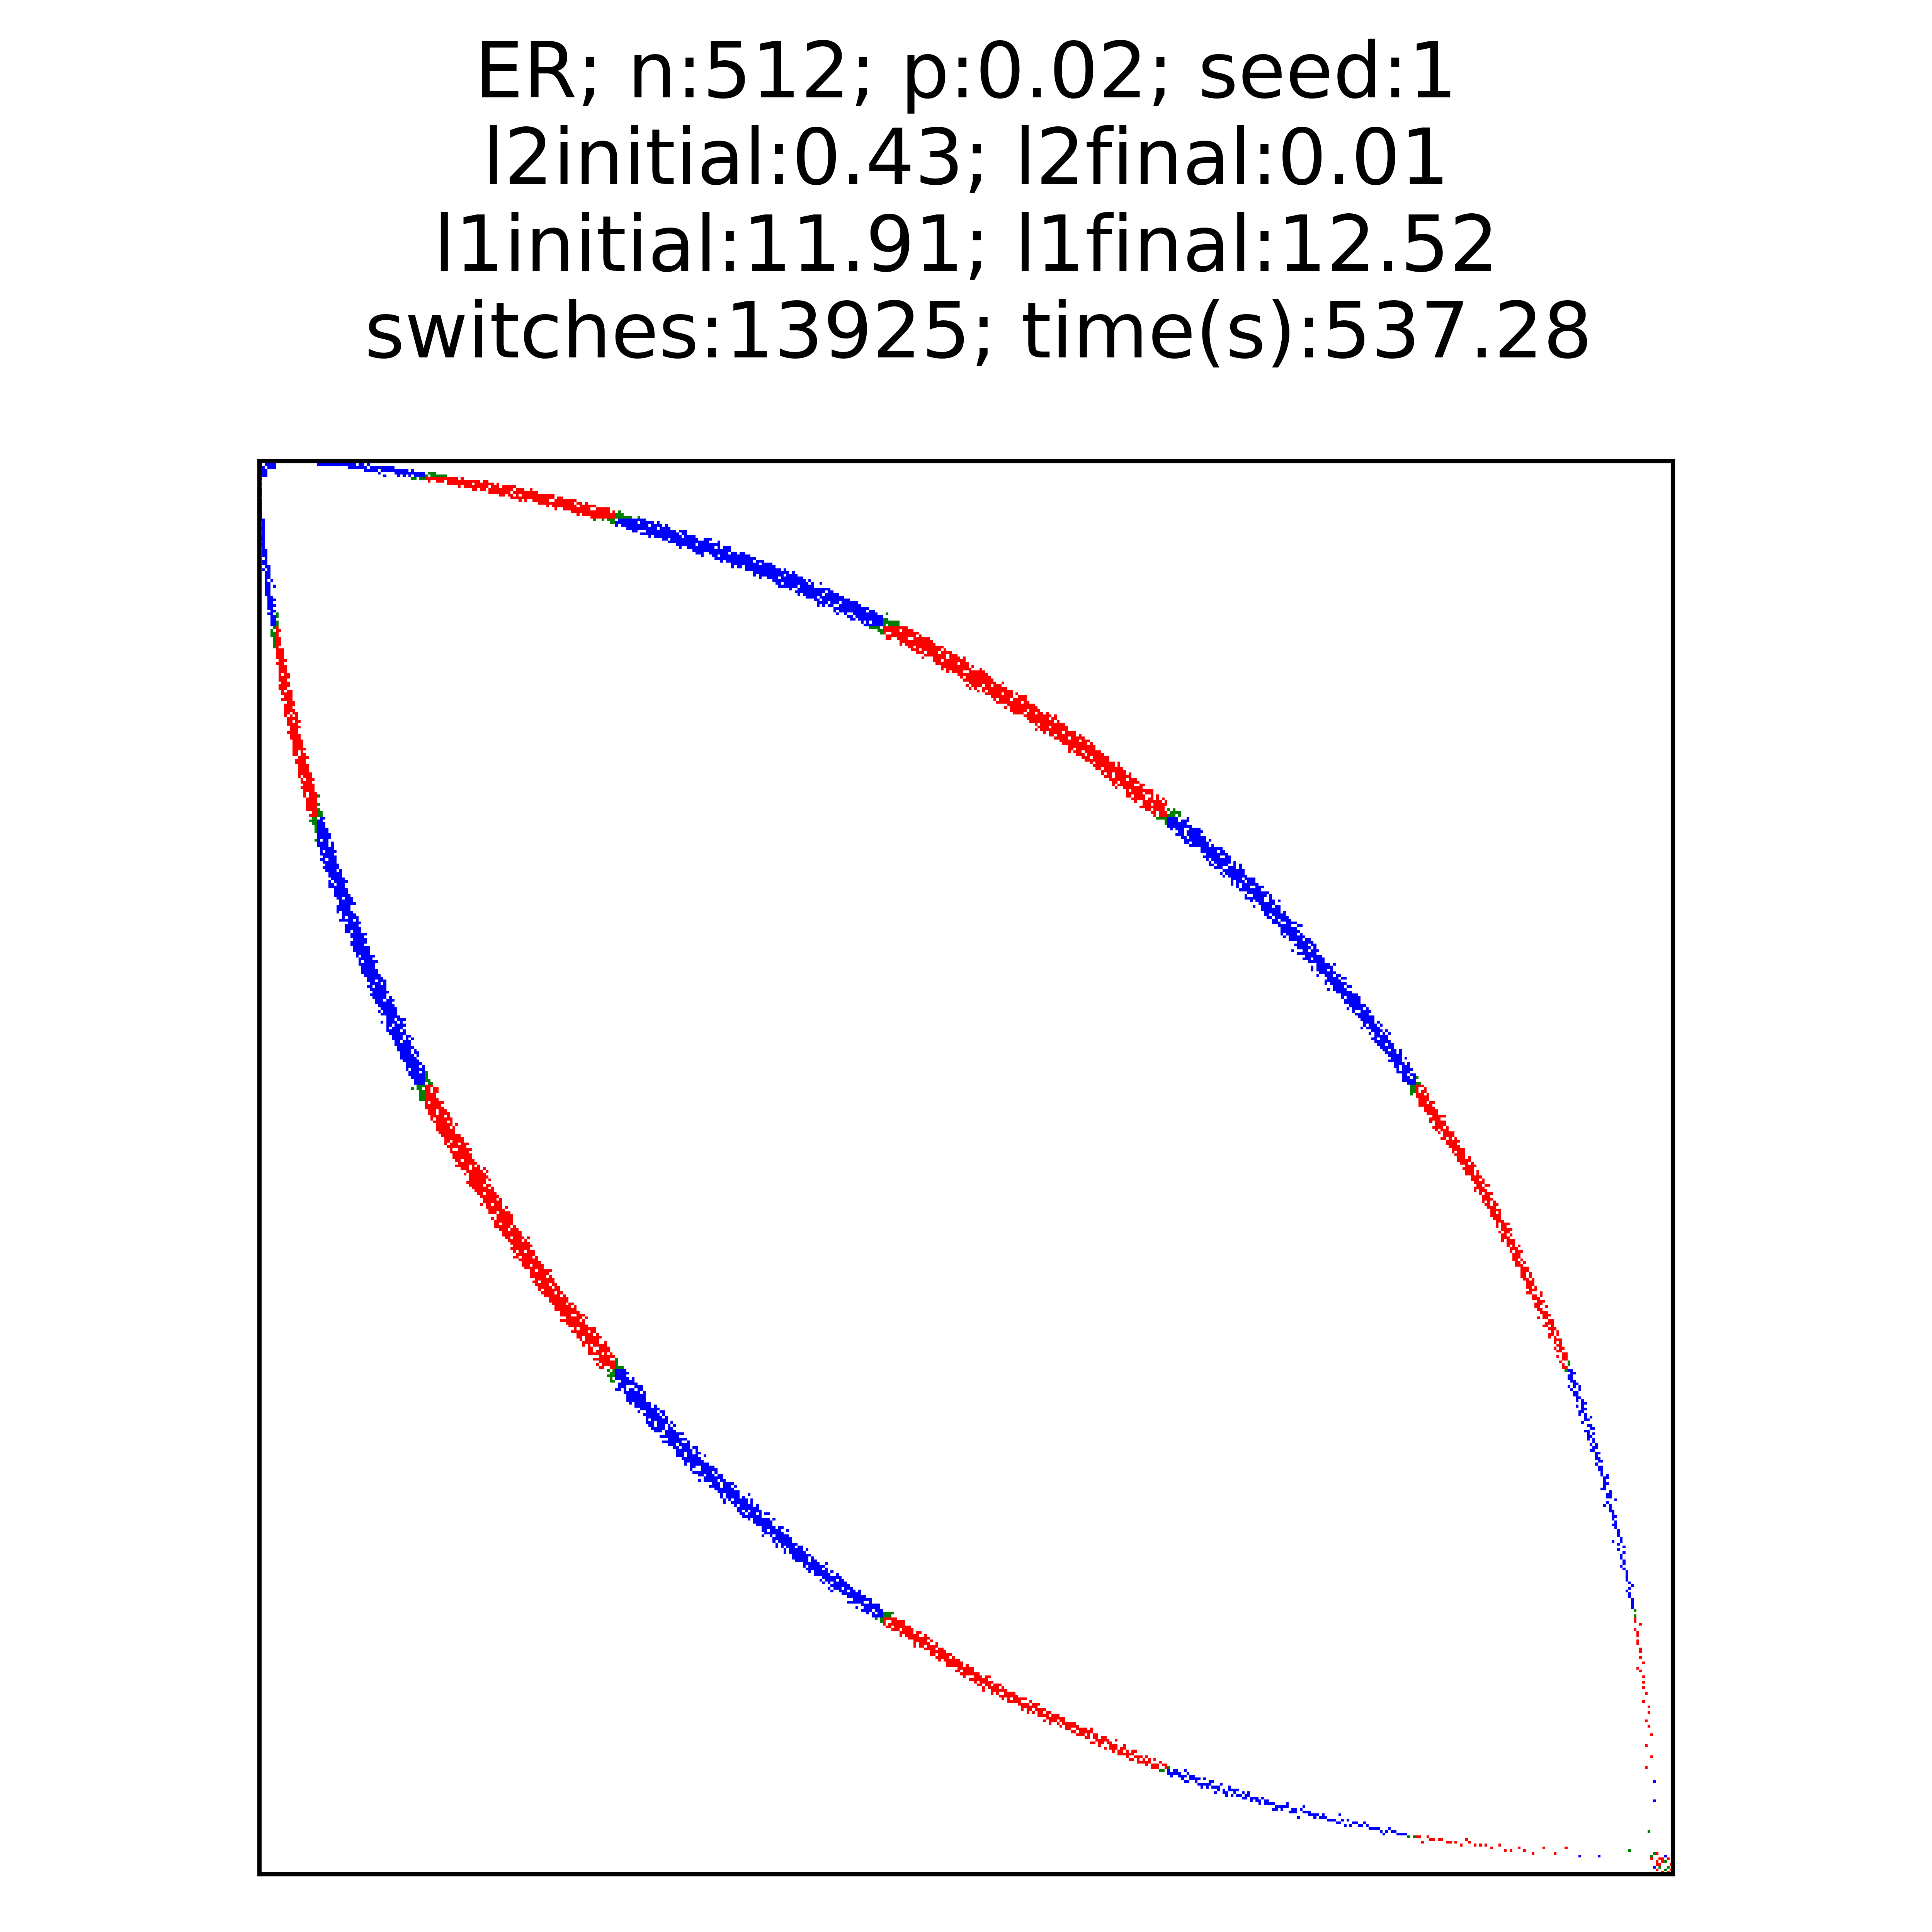 ER; n:512; p:0.02; seed:1
l2initial:0.43; l2final:0.01
l1initial:11.91; l1final:12.52
switches:13925; time(s):537.28